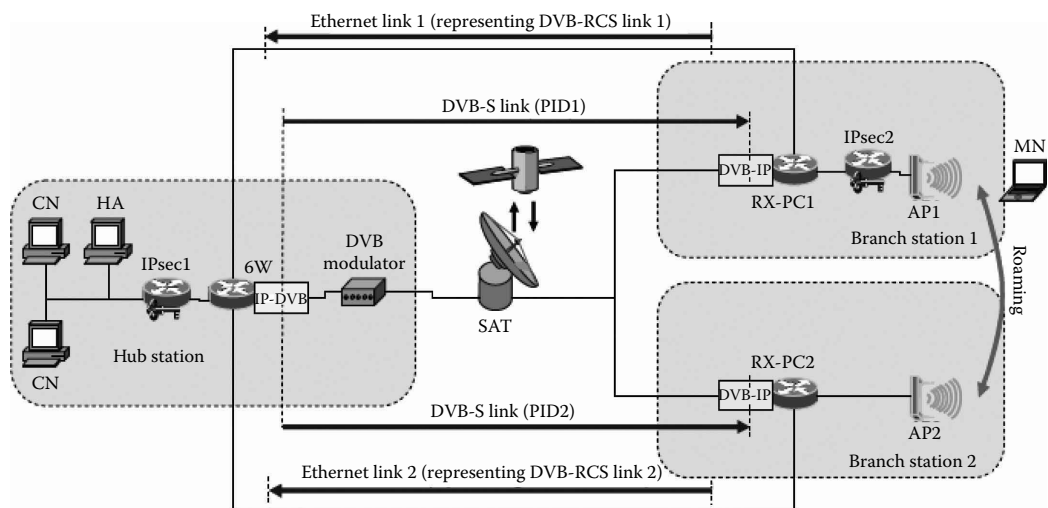 Ethernet link 1 (representing DVB-RCS link 1)
DVB-S link (PID1)
IPsec2
MN
DVB-IP
RX-PC1
AP1
Branch station 1
CN
HA
IPsec1
6W
IP-DVB
DVB
modulator
SAT
Roaming
Hub station
CN
RX-PC2
DVB-IP
DVB-S link (PID2)
AP2
Branch station 2
Ethernet link 2 (representing DVB-RCS link 2)